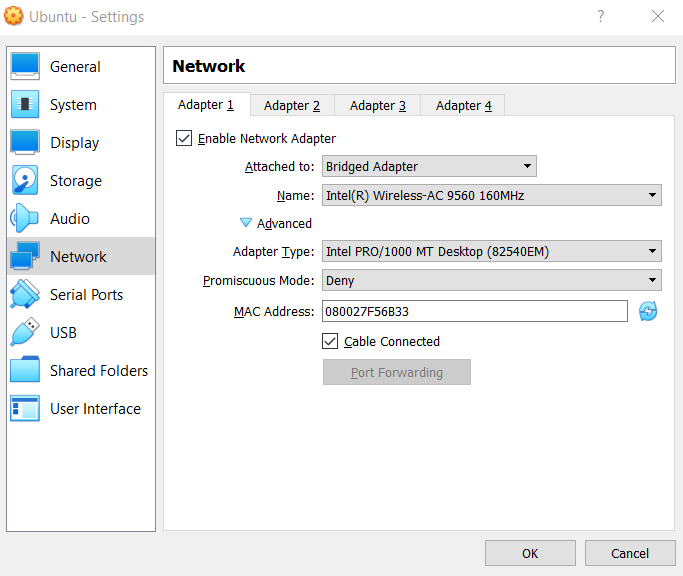 Ubuntu - Settings ?
General
System
Display
Storage
Audio
Network
Serial Ports
USB
Shared Folders
User Interface
Network
Adapter 1 Adapter 2 Adapter 3 Adapter 4
Enable Network Adapter
Attached to: Bridged Adapter
Name: Intel(R) Wireless-AC 9560 160MHz
Advanced
Adapter Type: Intel PRO/1000 MT Desktop (82540EM)
Promiscuous Mode: Deny
MAC Address: 080027F56B33
Cable Connected
Port Forwarding
OK Cancel